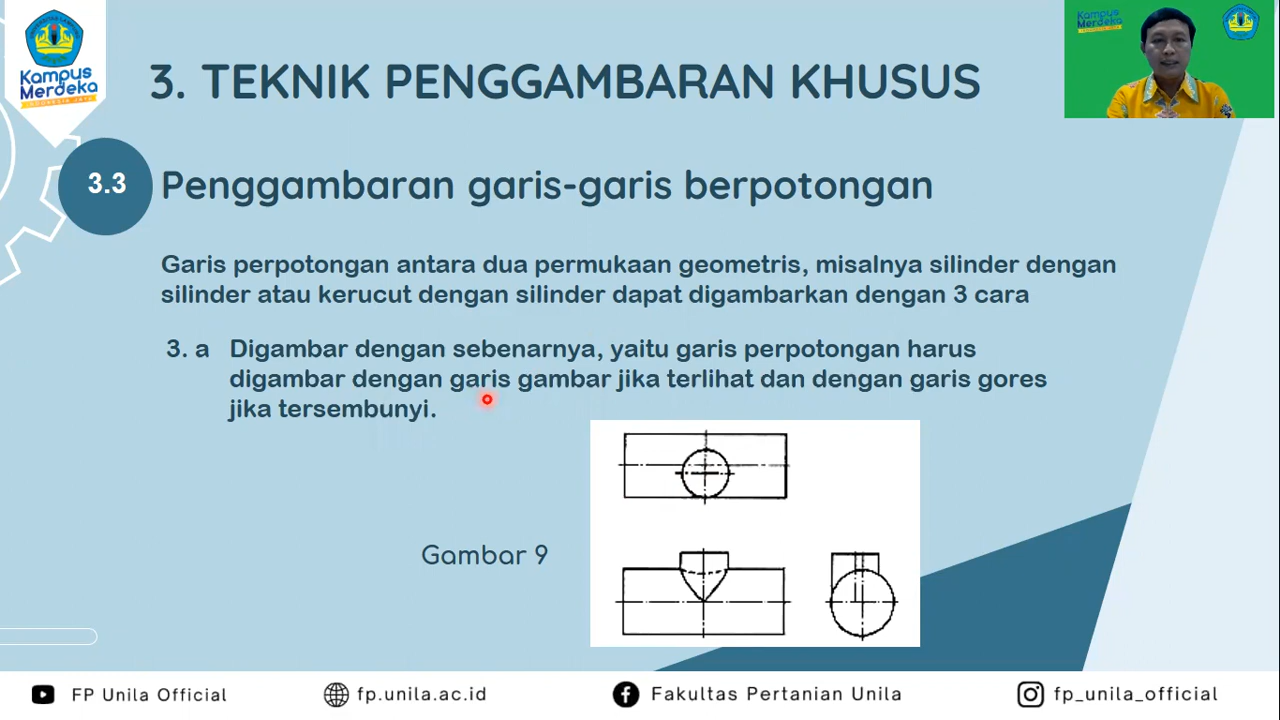 Kampus
Merdeka
INDONESIA JAYA
3. TEKNIK PENGGAMBARAN KHUSUS
Kampus
Merdeka
3.3 Penggambaran garis-garis berpotongan
Garis perpotongan antara dua permukaan geometris, misalnya silinder dengan
silinder atau kerucut dengan silinder dapat digambarkan dengan 3 cara
3. a Digambar dengan sebenarnya, yaitu garis perpotongan harus
digambar dengan garis gambar jika terlihat dan dengan garis gores
jika tersembunyi.
Gambar 9
FP Unila Official
fp.unila.ac.id
Fakultas Pertanian Unila
fp_unila_official